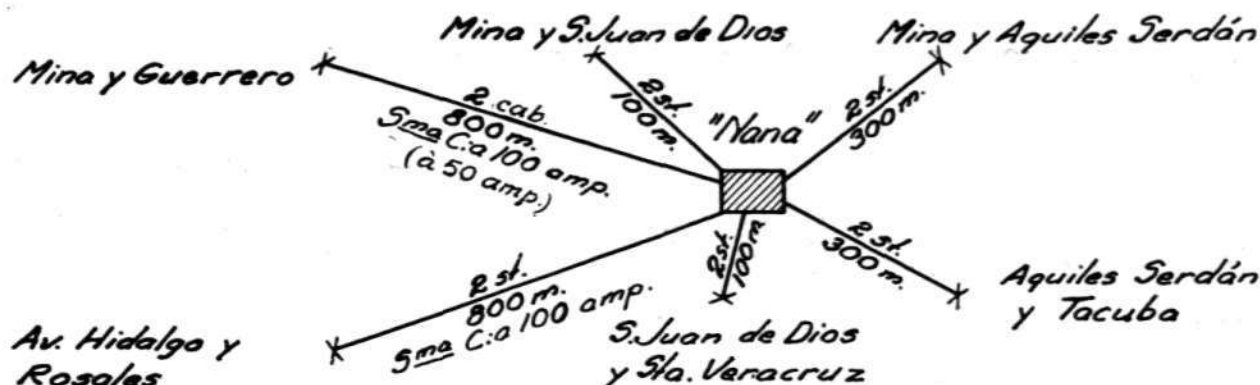 Mina y S. Juan de Dios
Mina y Aquiles Serdán
Mina y Guerrero
2 cab.
800 m.
Sma C:a 100 amp.
(à 50 amp.)
2 st.
100 m.
"Nana"
2 st.
300 m.
2 st.
800 m.
Sma C:a 100 amp.
2 st.
100 m
2 st.
300 m.
Av. Hidalgo y
Rosales
S. Juan de Dios
y Sta. Veracruz
Aquiles Serdán
y Tacuba